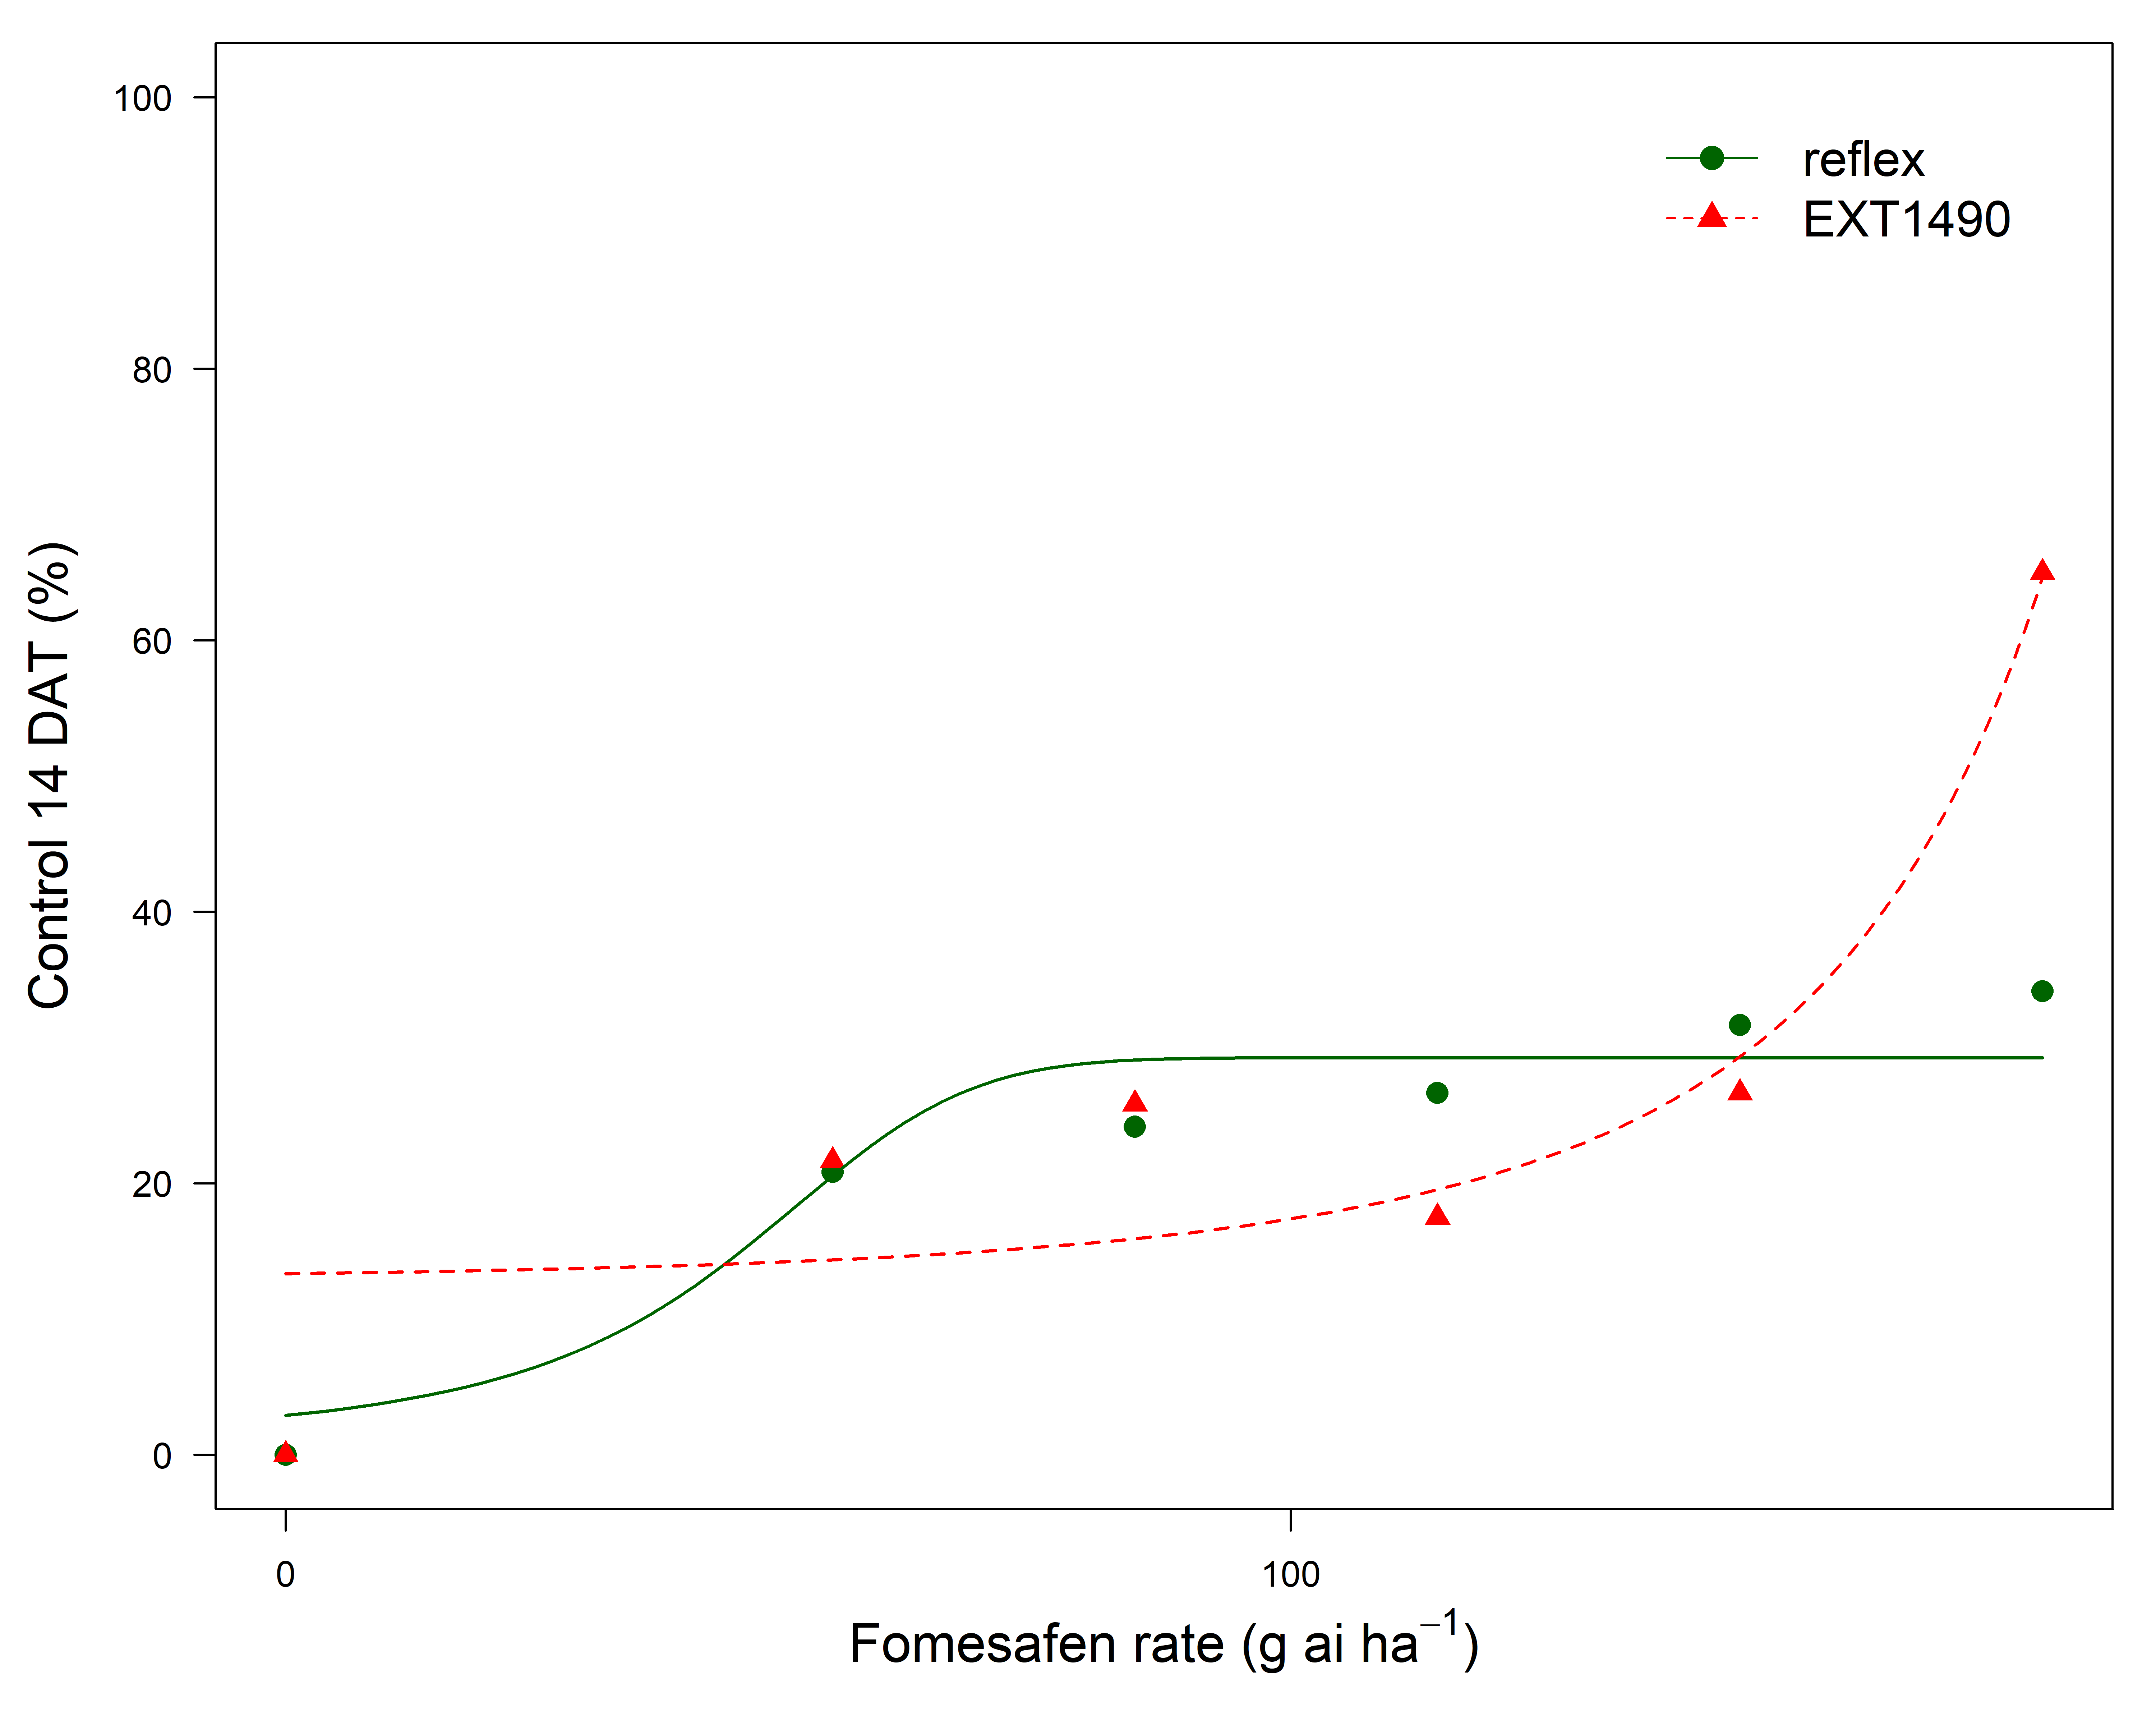 100
80
60
40
20
0
Control 14 DAT (%)
reflex
EXT1490
0
100
Fomesafen rate (g ai ha⁻¹)